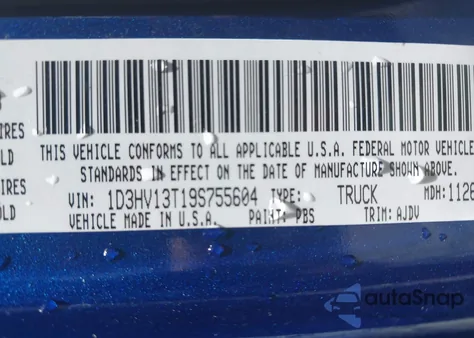 IRES
OLD
IRES
OLD
THIS VEHICLE CONFORMS TO ALL APPLICABLE U.S.A. FEDERAL MOTOR VEHICLE
STANDARDS IN EFFECT ON THE DATE OF MANUFACTURE SHOWN ABOVE.
VIN: 1D3HV13T19S755604 TYPE: TRUCK MDH: 1126
VEHICLE MADE IN U.S.A. PAINT: PBS TRIM: AJDV
autoSnap